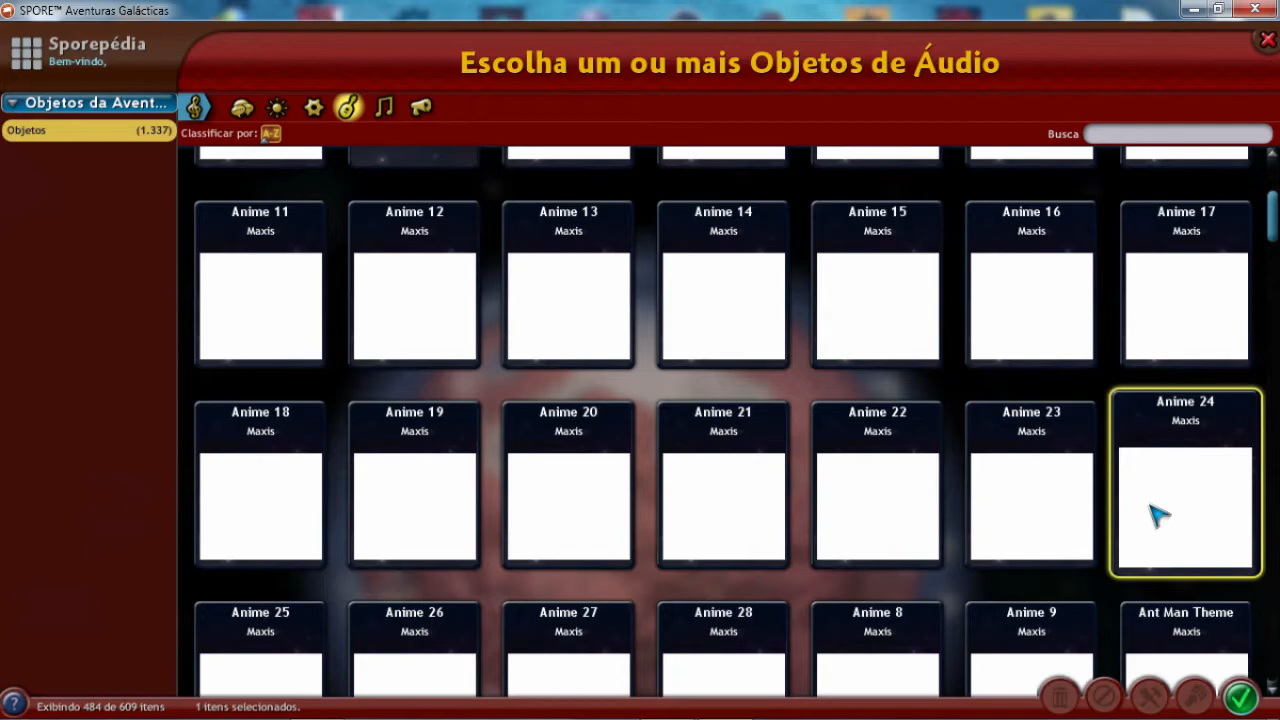 SPORE™ Aventuras Galácticas
Sporepédia
Bem-vindo,
Escolha um ou mais Objetos de Áudio
Objetos da Avent...
Objetos (1.337)
Classificar por: A-Z
Busca
Anime 11 Anime 12 Anime 13 Anime 14 Anime 15 Anime 16 Anime 17
Maxis Maxis Maxis Maxis Maxis Maxis Maxis
Anime 18 Anime 19 Anime 20 Anime 21 Anime 22 Anime 23 Anime 24
Maxis Maxis Maxis Maxis Maxis Maxis Maxis
Anime 25 Anime 26 Anime 27 Anime 28 Anime 8 Anime 9 Ant Man Theme
Maxis Maxis Maxis Maxis Maxis Maxis Maxis
? Exibindo 484 de 609 itens 1 itens selecionados.